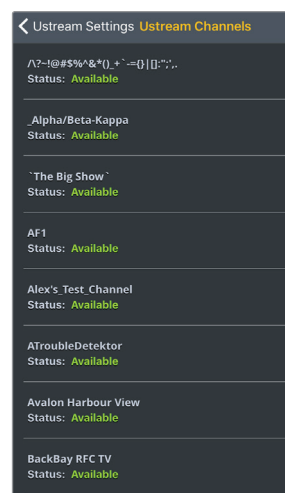 Ustream Settings Ustream Channels
/\?~!@#$%^&*()_+`-={}|[]:";',.
Status: Available
_Alpha/Beta-Kappa
Status: Available
`The Big Show`
Status: Available
AF1
Status: Available
Alex's_Test_Channel
Status: Available
ATroubleDetektor
Status: Available
Avalon Harbour View
Status: Available
BackBay RFC TV
Status: Available